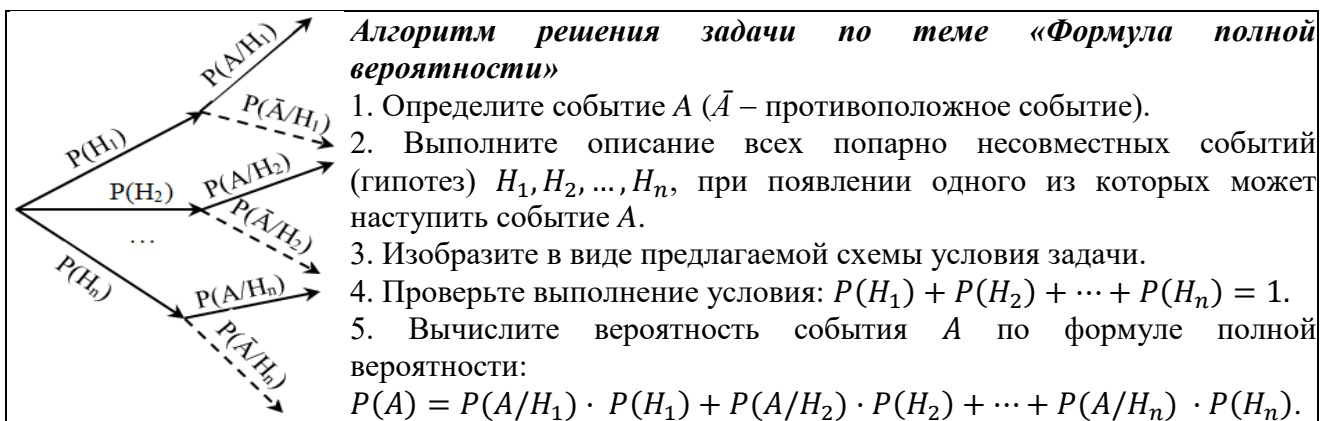 P(H₁)
P(H₂)
...
P(Hₙ)
P(A/H₁)
P(Ā/H₁)
P(A/H₂)
P(Ā/H₂)
P(A/Hₙ)
P(Ā/Hₙ)
Алгоритм решения задачи по теме «Формула полной
вероятности»
1. Определите событие A (Ā – противоположное событие).
2. Выполните описание всех попарно несовместных событий
(гипотез) H₁, H₂, ..., Hₙ, при появлении одного из которых может
наступить событие A.
3. Изобразите в виде предлагаемой схемы условия задачи.
4. Проверьте выполнение условия: P(H₁) + P(H₂) + ⋯ + P(Hₙ) = 1.
5. Вычислите вероятность события A по формуле полной
вероятности:
P(A) = P(A/H₁) · P(H₁) + P(A/H₂) · P(H₂) + ⋯ + P(A/Hₙ) · P(Hₙ).